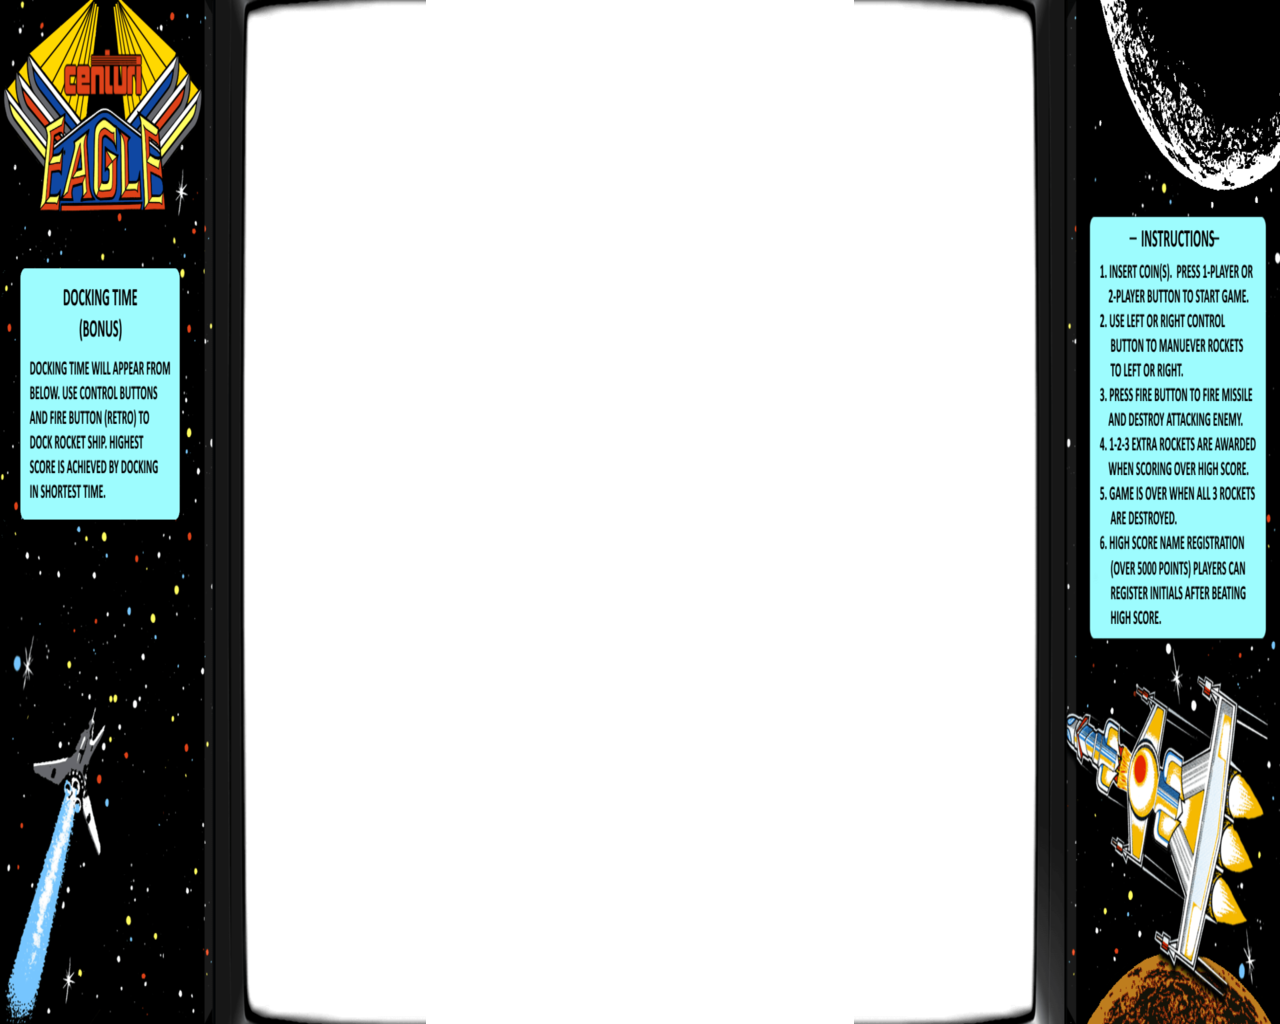 centuri
EAGLE
DOCKING TIME
(BONUS)
DOCKING TIME WILL APPEAR FROM
BELOW. USE CONTROL BUTTONS
AND FIRE BUTTON (RETRO) TO
DOCK ROCKET SHIP. HIGHEST
SCORE IS ACHIEVED BY DOCKING
IN SHORTEST TIME.
– INSTRUCTIONS–
1. INSERT COIN(S). PRESS 1-PLAYER OR
2-PLAYER BUTTON TO START GAME.
2. USE LEFT OR RIGHT CONTROL
BUTTON TO MANUEVER ROCKETS
TO LEFT OR RIGHT.
3. PRESS FIRE BUTTON TO FIRE MISSILE
AND DESTROY ATTACKING ENEMY.
4. 1-2-3 EXTRA ROCKETS ARE AWARDED
WHEN SCORING OVER HIGH SCORE.
5. GAME IS OVER WHEN ALL 3 ROCKETS
ARE DESTROYED.
6. HIGH SCORE NAME REGISTRATION
(OVER 5000 POINTS) PLAYERS CAN
REGISTER INITIALS AFTER BEATING
HIGH SCORE.